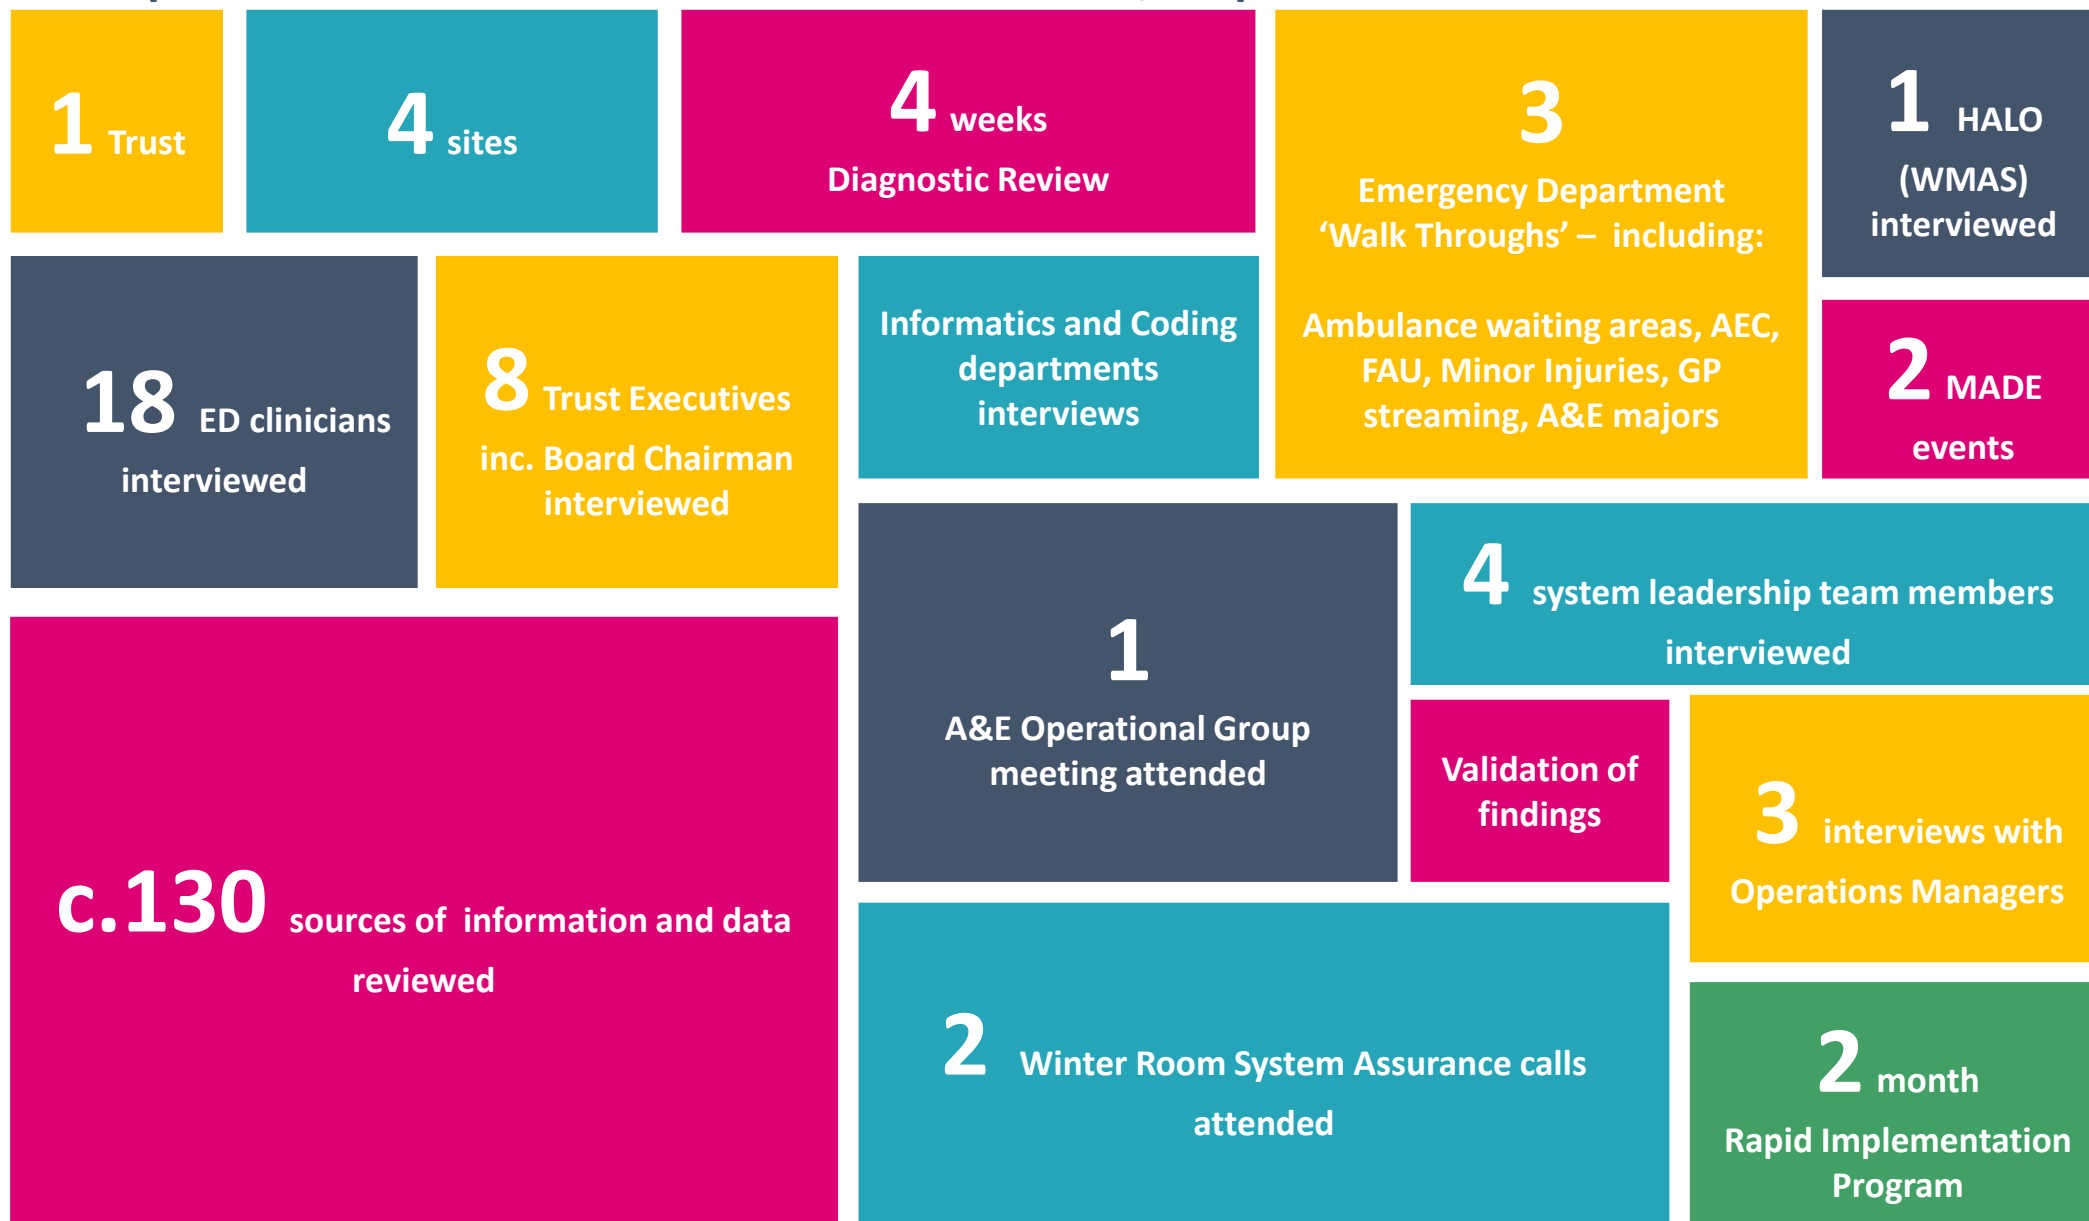 1 Trust
4 sites
4 weeks
Diagnostic Review
3
Emergency Department
‘Walk Throughs’ – including:
Ambulance waiting areas, AEC,
FAU, Minor Injuries, GP
streaming, A&E majors
1 HALO
(WMAS)
interviewed
18 ED clinicians
interviewed
8 Trust Executives
inc. Board Chairman
interviewed
Informatics and Coding
departments
interviews
2 MADE
events
1
A&E Operational Group
meeting attended
4 system leadership team members
interviewed
c.130 sources of information and data
reviewed
Validation of
findings
3 interviews with
Operations Managers
2 Winter Room System Assurance calls
attended
2 month
Rapid Implementation
Program